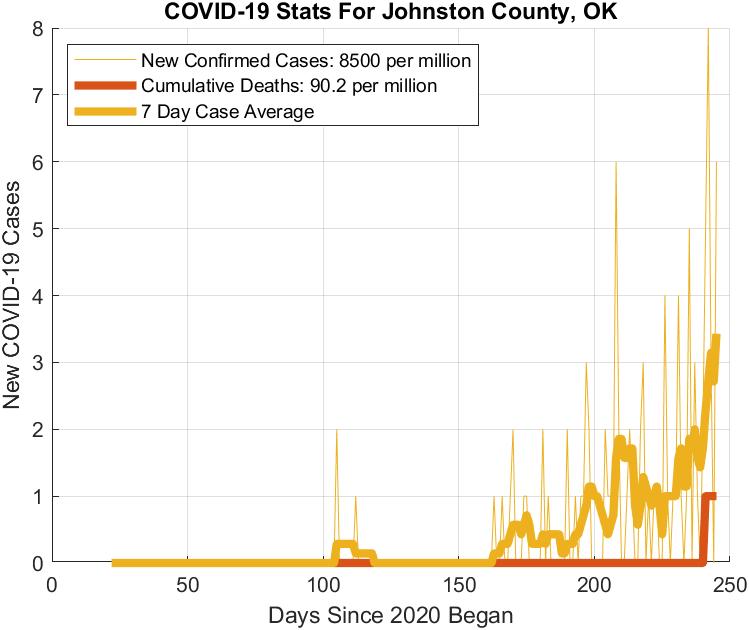 COVID-19 Stats For Johnston County, OK
New Confirmed Cases: 8500 per million
Cumulative Deaths: 90.2 per million
7 Day Case Average
New COVID-19 Cases
8
7
6
5
4
3
2
1
0
0 50 100 150 200 250
Days Since 2020 Began